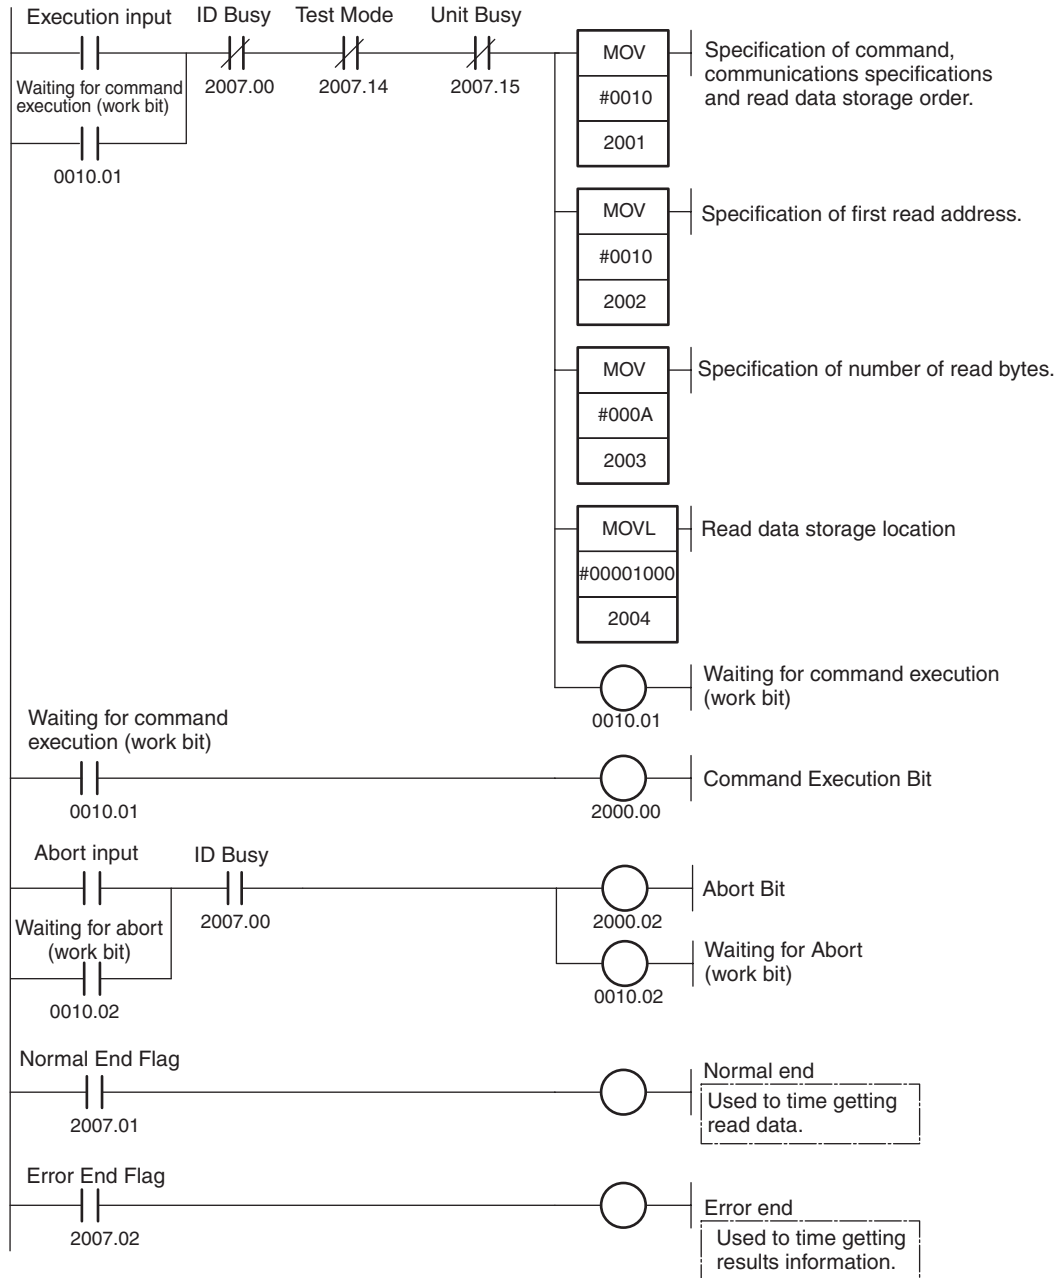 Execution input
ID Busy
Test Mode
Unit Busy
2007.00
2007.14
2007.15
MOV
#0010
2001
Specification of command,
communications specifications
and read data storage order.
Waiting for command
execution (work bit)
0010.01
MOV
#0010
2002
Specification of first read address.
MOV
#000A
2003
Specification of number of read bytes.
MOVL
#00001000
2004
Read data storage location
Waiting for command execution
(work bit)
0010.01
Waiting for command
execution (work bit)
0010.01
2000.00
Command Execution Bit
Abort input
ID Busy
2007.00
2000.02
Abort Bit
Waiting for abort
(work bit)
0010.02
0010.02
Waiting for Abort
(work bit)
Normal End Flag
2007.01
Normal end
Used to time getting
read data.
Error End Flag
2007.02
Error end
Used to time getting
results information.